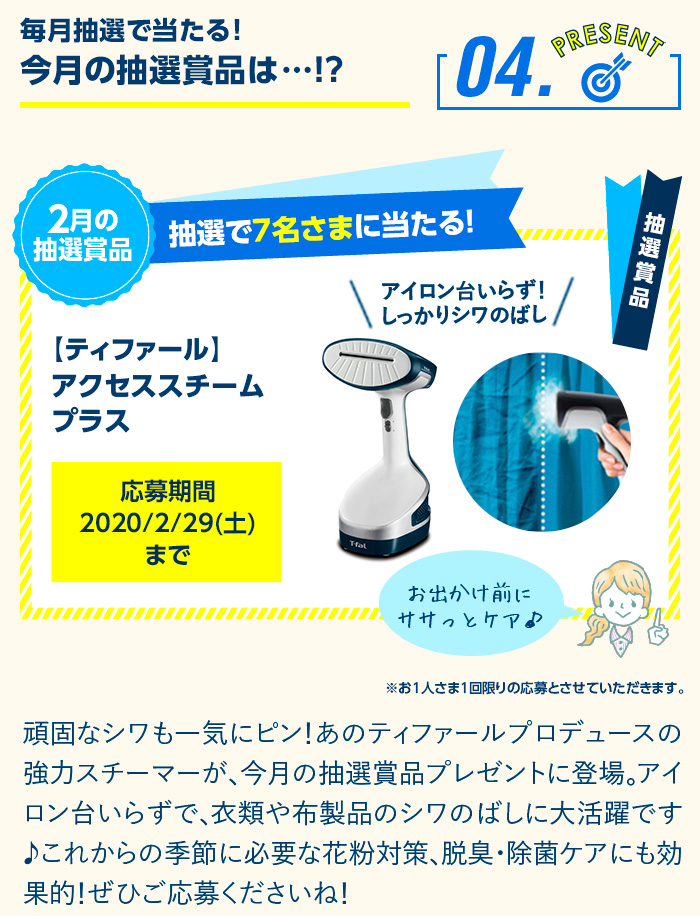 毎月抽選で当たる!
今月の抽選賞品は…!?
04.
PRESENT
2月の
抽選賞品
抽選で7名さまに当たる!
抽選賞品
アイロン台いらず!
しっかりシワのばし
【ティファール】
アクセススチーム
プラス
応募期間
2020/2/29(土)
まで
T-fal
お出かけ前に
ササっとケア♪
※お1人さま1回限りの応募とさせていただきます。
頑固なシワも一気にピン!あのティファールプロデュースの
強力スチーマーが、今月の抽選賞品プレゼントに登場。アイ
ロン台いらずで、衣類や布製品のシワのばしに大活躍です
♪これからの季節に必要な花粉対策、脱臭・除菌ケアにも効
果的!ぜひご応募くださいね!